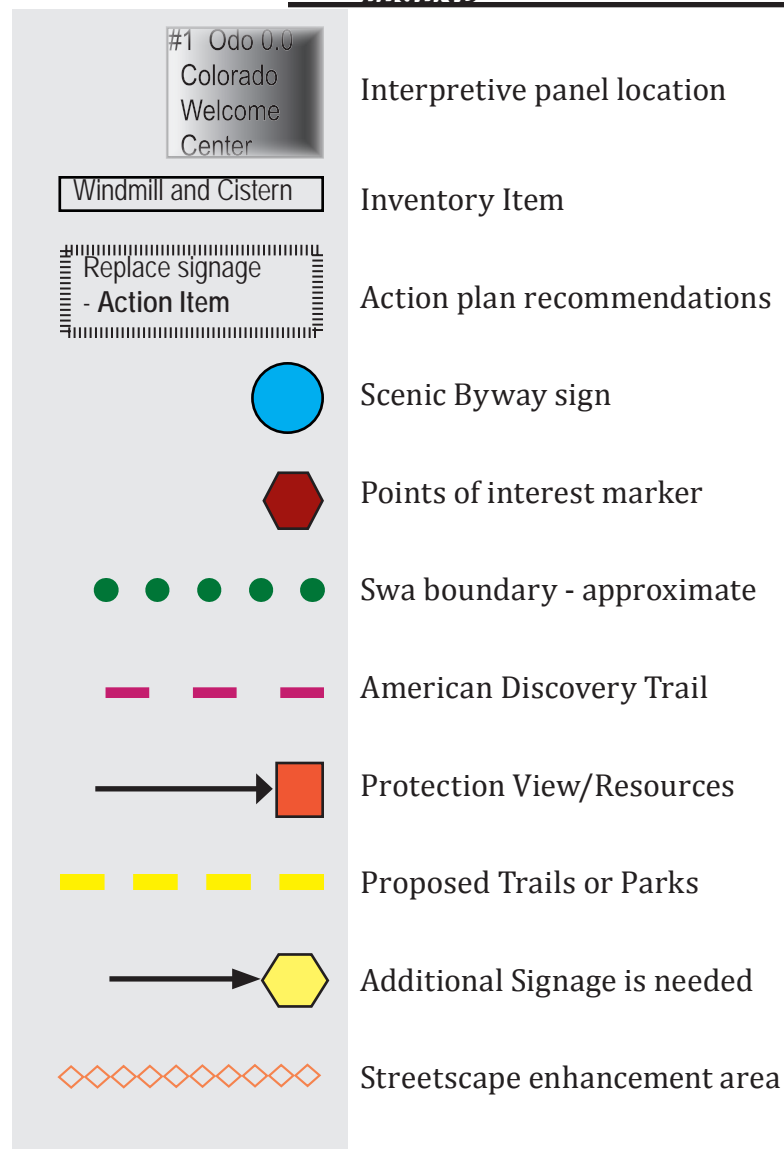 LEGEND
#1 Odo 0.0
Colorado
Welcome
Center
Interpretive panel location
Windmill and Cistern
Inventory Item
Replace signage
- Action Item
Action plan recommendations
Scenic Byway sign
Points of interest marker
Swa boundary - approximate
American Discovery Trail
Protection View/Resources
Proposed Trails or Parks
Additional Signage is needed
Streetscape enhancement area